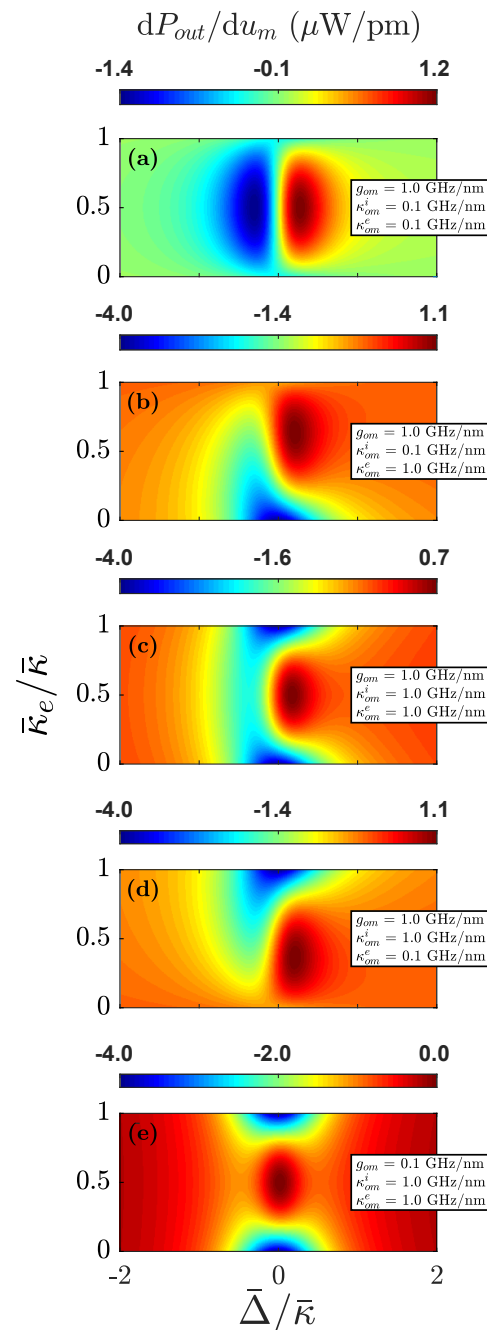 dP_out/du_m (μW/pm)
-1.4 -0.1 1.2
1
(a)
0.5
g_om = 1.0 GHz/nm
κ^i_om = 0.1 GHz/nm
κ^e_om = 0.1 GHz/nm
0
-4.0 -1.4 1.1
1
(b)
0.5
g_om = 1.0 GHz/nm
κ^i_om = 0.1 GHz/nm
κ^e_om = 1.0 GHz/nm
0
-4.0 -1.6 0.7
1
(c)
0.5
g_om = 1.0 GHz/nm
κ^i_om = 1.0 GHz/nm
κ^e_om = 1.0 GHz/nm
0
κ̄_e/κ̄
-4.0 -1.4 1.1
1
(d)
0.5
g_om = 1.0 GHz/nm
κ^i_om = 1.0 GHz/nm
κ^e_om = 0.1 GHz/nm
0
-4.0 -2.0 0.0
1
(e)
0.5
g_om = 0.1 GHz/nm
κ^i_om = 1.0 GHz/nm
κ^e_om = 1.0 GHz/nm
0
-2 0 2
Δ̄/κ̄